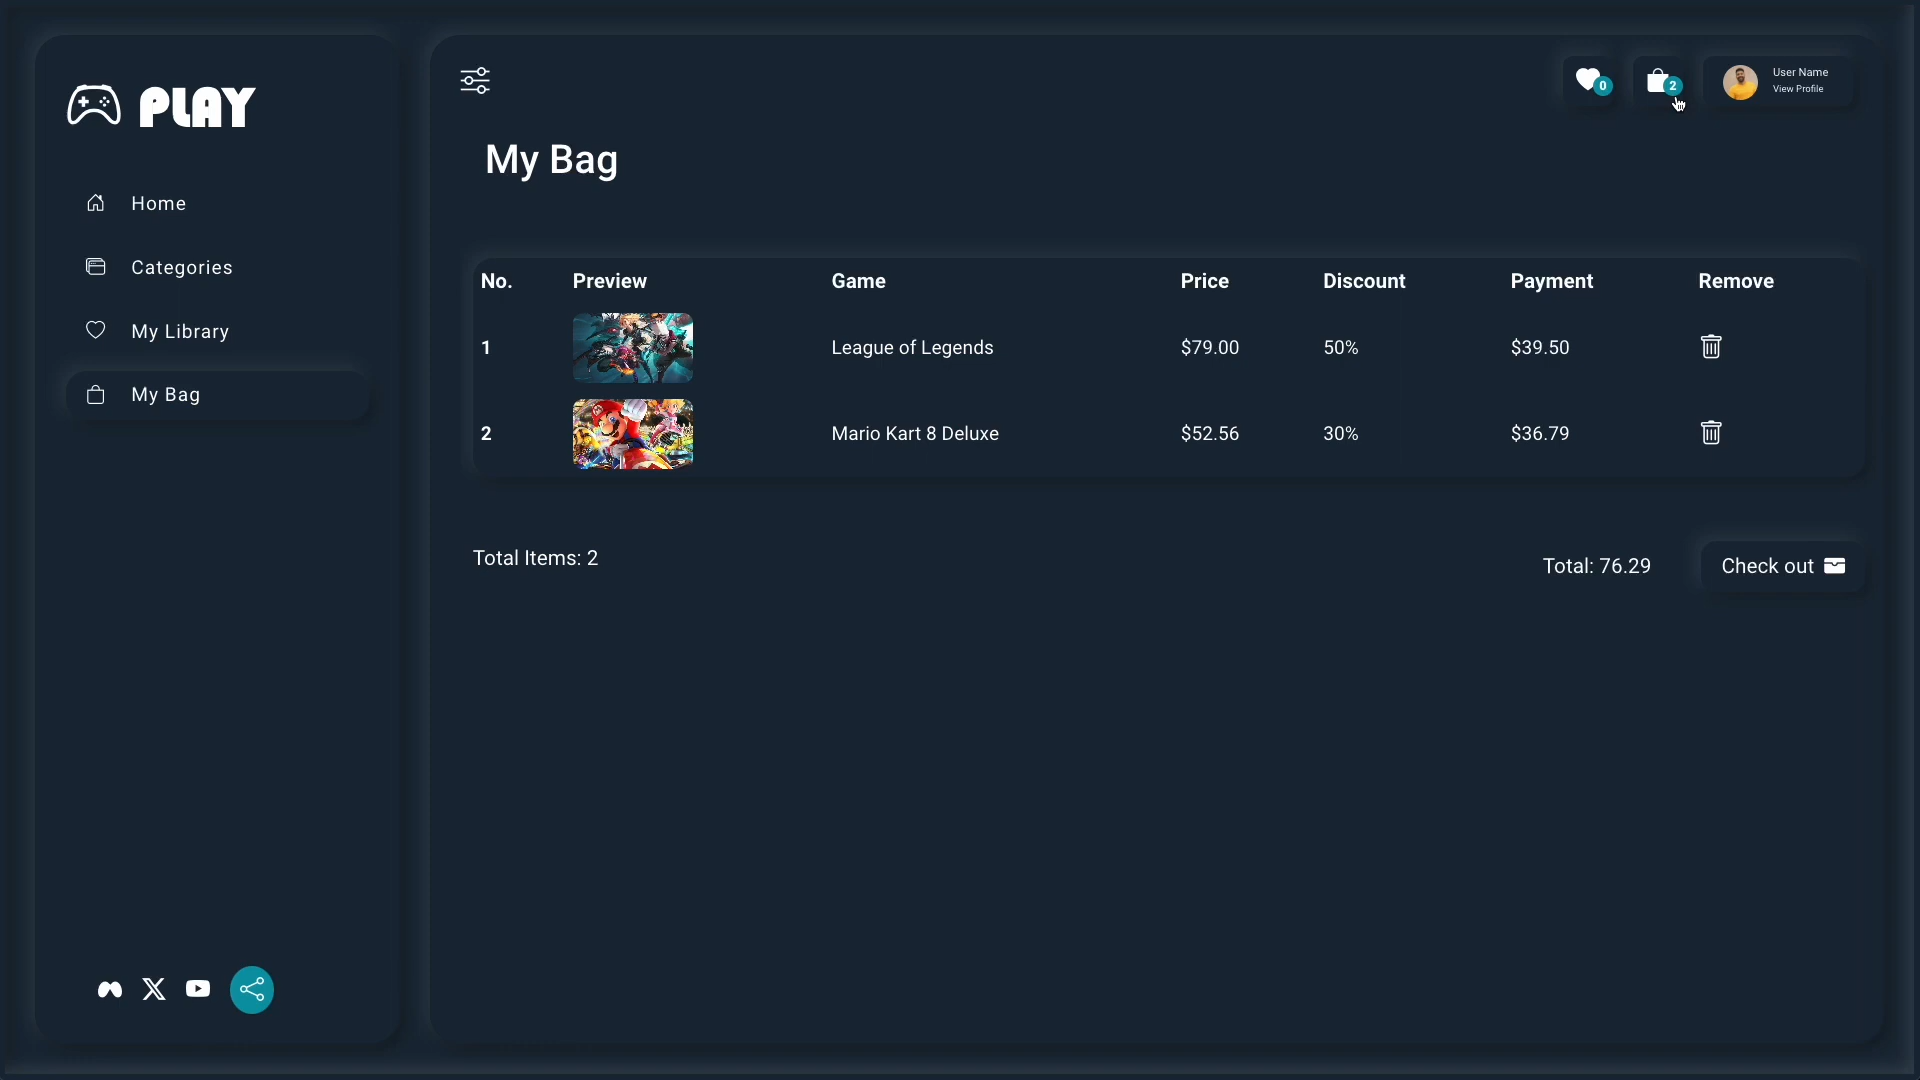 PLAY
Home
Categories
My Library
My Bag
0
2
User Name
View Profile
My Bag
No. Preview Game Price Discount Payment Remove
1 League of Legends $79.00 50% $39.50
2 Mario Kart 8 Deluxe $52.56 30% $36.79
Total Items: 2
Total: 76.29
Check out